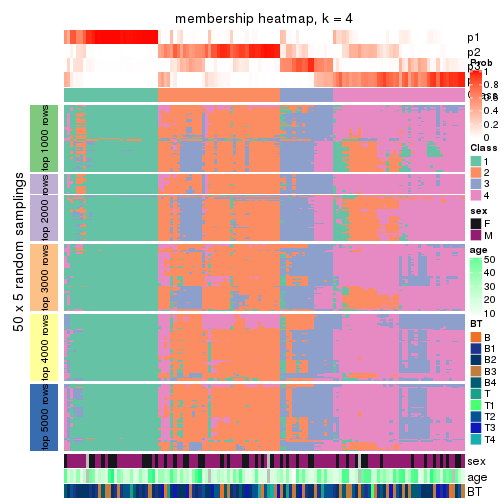 membership heatmap, k = 4
p1
p2
p3
Prob
1
0.8
0.6
0.4
0.2
0
Class
1
2
3
4
sex
F
M
age
50
40
30
20
10
BT
B
B1
B2
B3
B4
T
T1
T2
T3
T4
50 x 5 random samplings
top 1000 rows
top 2000 rows
top 3000 rows
top 4000 rows
top 5000 rows
sex
age
BT